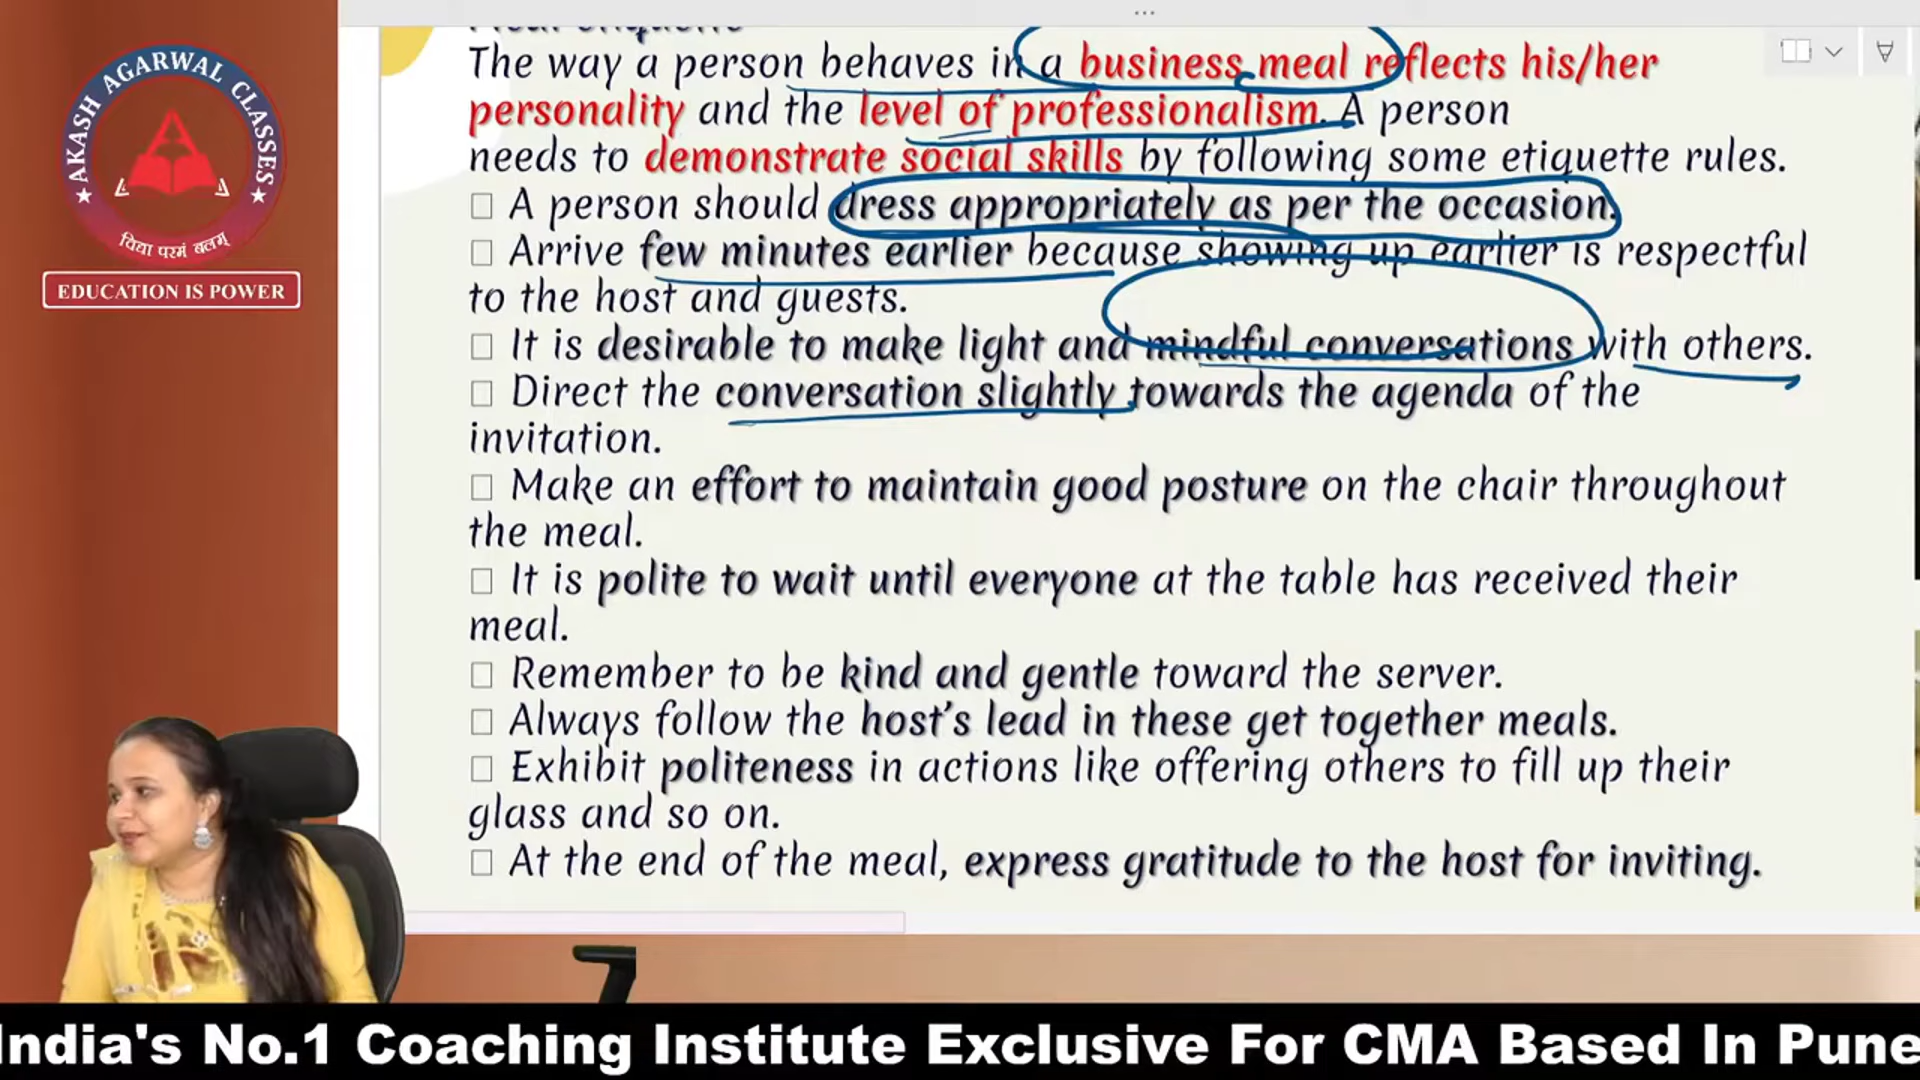 AKASH AGARWAL CLASSES
विद्या परमं बलम्
EDUCATION IS POWER
Meal etiquette
The way a person behaves in a business meal reflects his/her
personality and the level of professionalism. A person
needs to demonstrate social skills by following some etiquette rules.
□ A person should dress appropriately as per the occasion.
□ Arrive few minutes earlier because showing up earlier is respectful
to the host and guests.
□ It is desirable to make light and mindful conversations with others.
□ Direct the conversation slightly towards the agenda of the
invitation.
□ Make an effort to maintain good posture on the chair throughout
the meal.
□ It is polite to wait until everyone at the table has received their
meal.
□ Remember to be kind and gentle toward the server.
□ Always follow the host’s lead in these get together meals.
□ Exhibit politeness in actions like offering others to fill up their
glass and so on.
□ At the end of the meal, express gratitude to the host for inviting.
India's No.1 Coaching Institute Exclusive For CMA Based In Pune